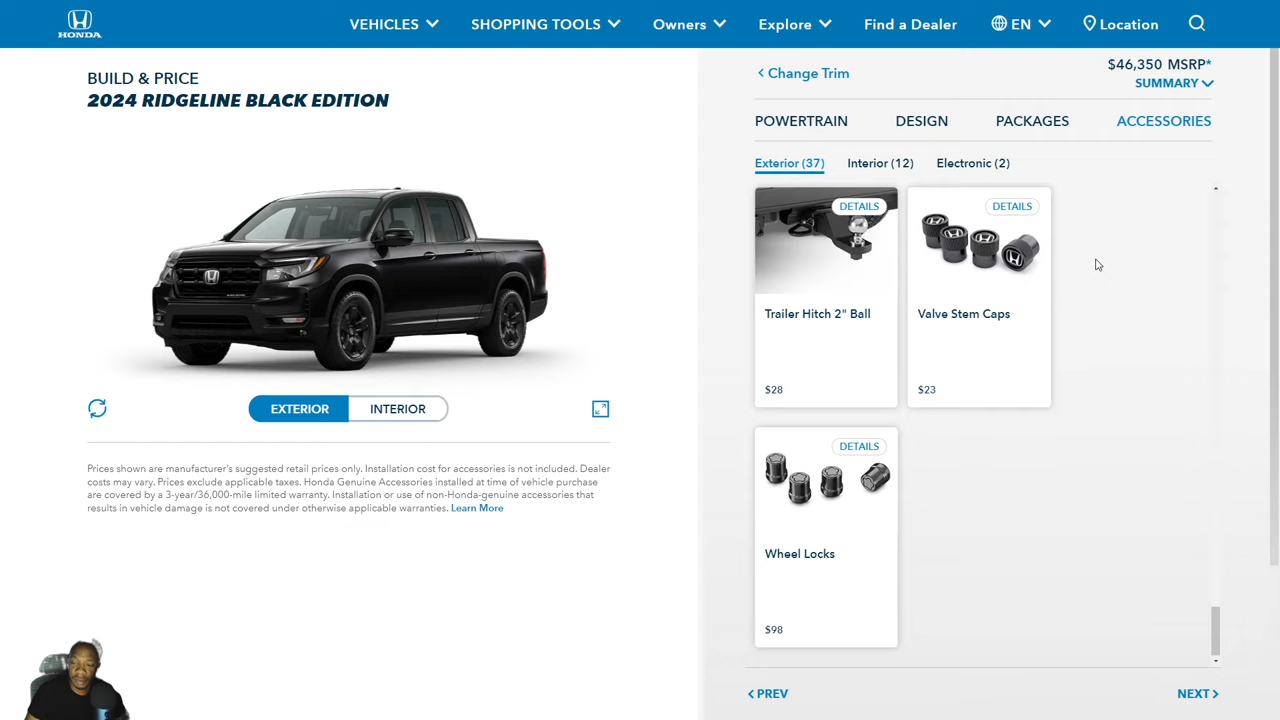 HONDA
VEHICLES
SHOPPING TOOLS
Owners
Explore
Find a Dealer
EN
Location
BUILD & PRICE
2024 RIDGELINE BLACK EDITION
Change Trim
$46,350 MSRP*
SUMMARY
POWERTRAIN
DESIGN
PACKAGES
ACCESSORIES
Exterior (37)
Interior (12)
Electronic (2)
DETAILS
DETAILS
Trailer Hitch 2" Ball
Valve Stem Caps
$28
$23
DETAILS
Wheel Locks
$98
EXTERIOR
INTERIOR
Prices shown are manufacturer's suggested retail prices only. Installation cost for accessories is not included. Dealer
costs may vary. Prices exclude applicable taxes. Honda Genuine Accessories installed at time of vehicle purchase
are covered by a 3-year/36,000-mile limited warranty. Installation or use of non-Honda-genuine accessories that
results in vehicle damage is not covered under otherwise applicable warranties. Learn More
PREV
NEXT